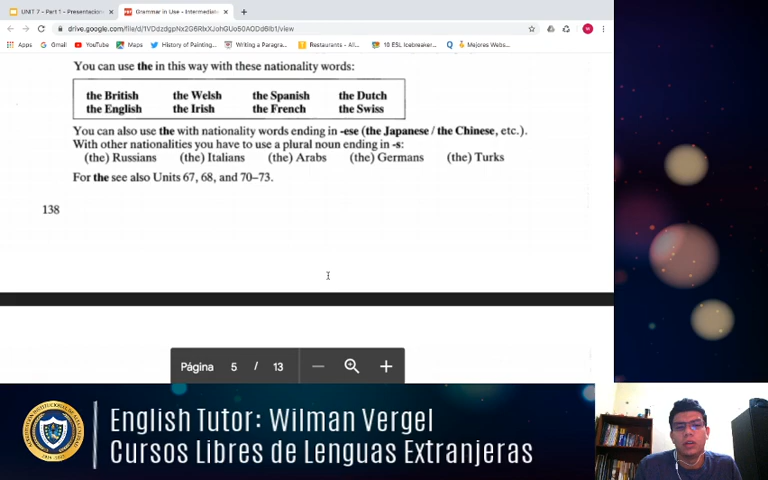 UNIT 7 - Part 1 - Presentacion
Grammar in Use - Intermediate
drive.google.com/file/d/1VDdzdgpNx2G6RlxXJohGUo50AGDd6Ib1/view
Apps Gmail YouTube Maps History of Painting... Writing a Paragra... Restaurants - All... 10 ESL Icebreaker... Mejores Webs...
You can use the in this way with these nationality words:
the British the Welsh the Spanish the Dutch
the English the Irish the French the Swiss
You can also use the with nationality words ending in -ese (the Japanese / the Chinese, etc.).
With other nationalities you have to use a plural noun ending in -s:
(the) Russians (the) Italians (the) Arabs (the) Germans (the) Turks
For the see also Units 67, 68, and 70–73.
138
Página 5 / 13
English Tutor: Wilman Vergel
Cursos Libres de Lenguas Extranjeras